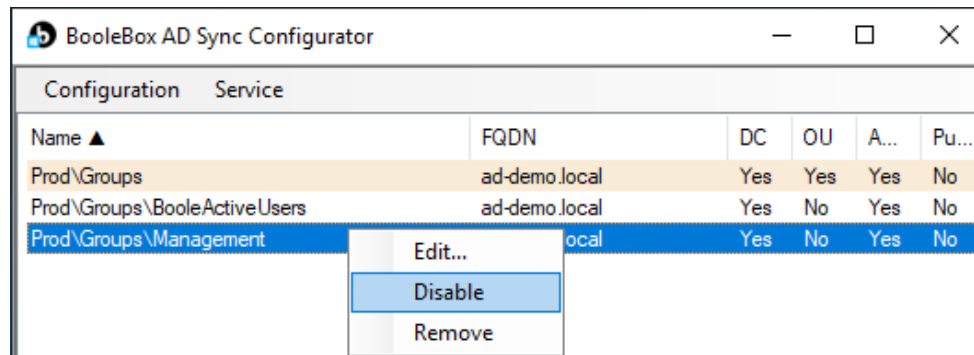 BooleBox AD Sync Configurator
Configuration Service
Name ▲ FQDN DC OU A... Pu...
Prod\Groups ad-demo.local Yes Yes Yes No
Prod\Groups\BooleActiveUsers ad-demo.local Yes No Yes No
Prod\Groups\Management ocal Yes No Yes No
Edit...
Disable
Remove